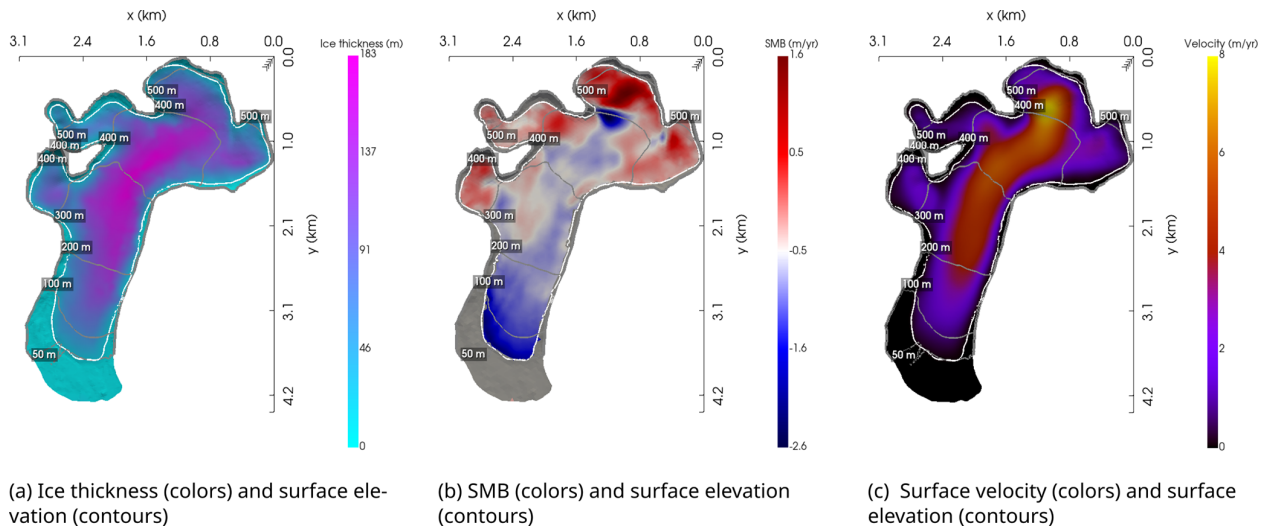 x (km)
3.1 2.4 1.6 0.8 0.0
Ice thickness (m)
183
137
91
46
0
0.0
1.0
2.1
3.1
4.2
y (km)
500 m
400 m
500 m
500 m
400 m
400 m
400 m
300 m
200 m
100 m
50 m
(a) Ice thickness (colors) and surface ele-
vation (contours)
x (km)
3.1 2.4 1.6 0.8 0.0
SMB (m/yr)
1.6
0.5
-0.5
-1.6
-2.6
0.0
1.0
2.1
3.1
4.2
y (km)
500 m
400 m
500 m
500 m
400 m
400 m
300 m
200 m
100 m
50 m
(b) SMB (colors) and surface elevation
(contours)
x (km)
3.1 2.4 1.6 0.8 0.0
Velocity (m/yr)
8
6
4
2
0
0.0
1.0
2.1
3.1
4.2
y (km)
500 m
400 m
500 m
500 m
400 m
400 m
400 m
300 m
200 m
100 m
50 m
(c) Surface velocity (colors) and surface
elevation (contours)